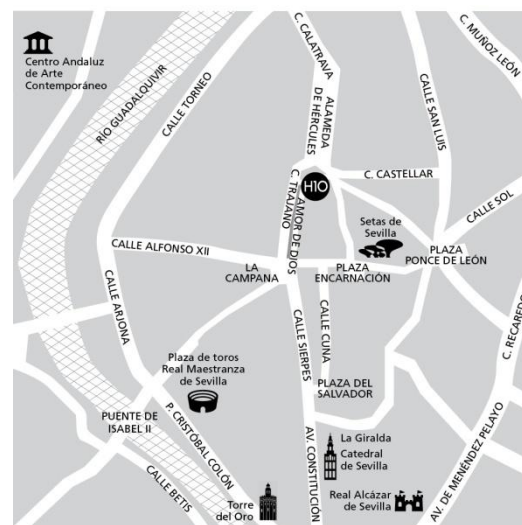 C. MUÑOZ LEÓN
C. CALATRAVA
Centro Andaluz
de Arte
Contemporáneo
RÍO GUADALQUIVIR
CALLE TORNEO
ALAMEDA
DE HÉRCULES
CALLE SAN LUIS
C. CASTELLAR
H10
C. TRAJANO
AMOR DE DIOS
CALLE SOL
Setas de
Sevilla
CALLE ALFONSO XII
LA
CAMPANA
PLAZA
ENCARNACIÓN
PLAZA
PONCE DE LEÓN
CALLE ARJONA
CALLE SIERPES
CALLE CUNA
C. RECAREDO
Plaza de toros
Real Maestranza
de Sevilla
PLAZA DEL
SALVADOR
PUENTE DE
ISABEL II
P. CRISTÓBAL COLÓN
CALLE BETIS
AV. CONSTITUCIÓN
La Giralda
Catedral
de Sevilla
AV. DE MENÉNDEZ PELAYO
Torre
del Oro
Real Alcázar
de Sevilla